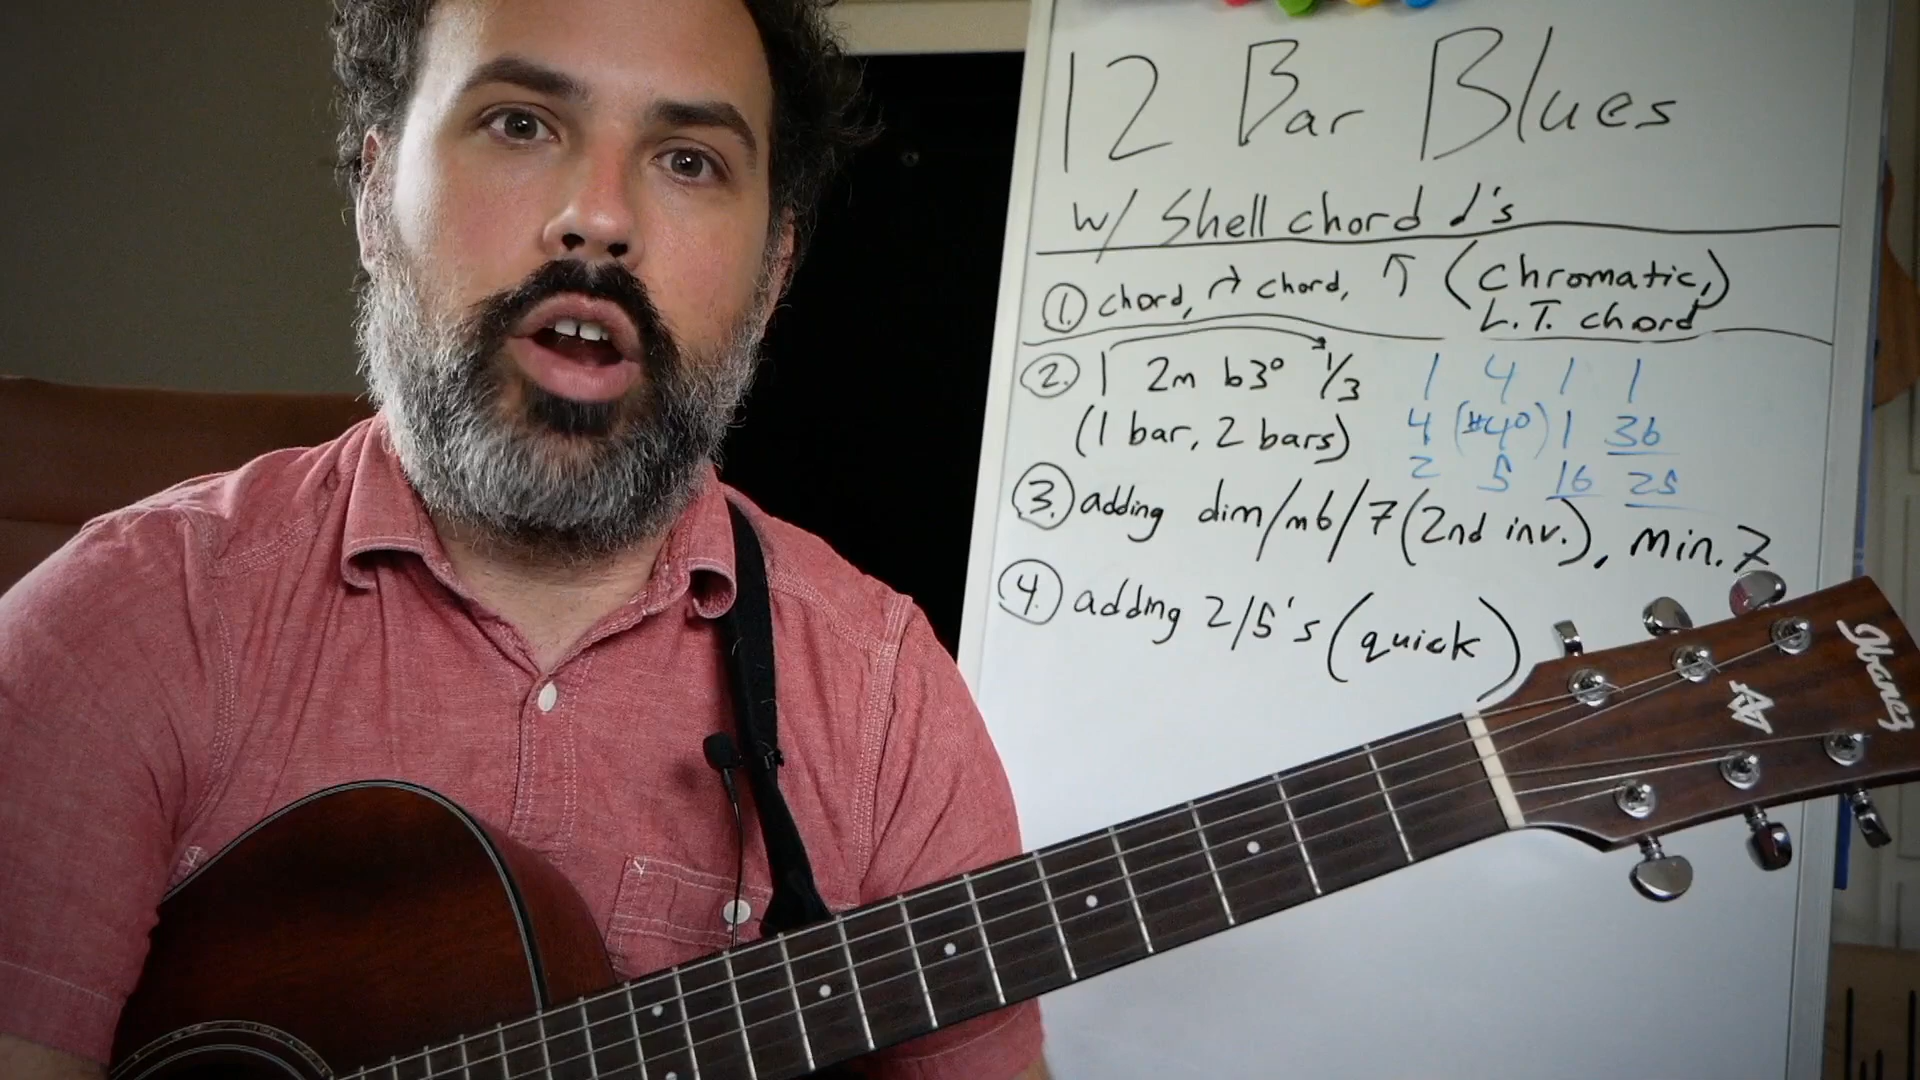 12 Bar Blues
w/ Shell chord d's
1. chord, → chord, ↑ (Chromatic,)
L.T. chord
2. 1 2m b3° 1/3
(1 bar, 2 bars)
1 4 1 1
4 (#4°) 1 36
2 5 16 25
3. adding dim/m6/7 (2nd inv.), min.7
4. adding 2/5's (quick)
Ibanez